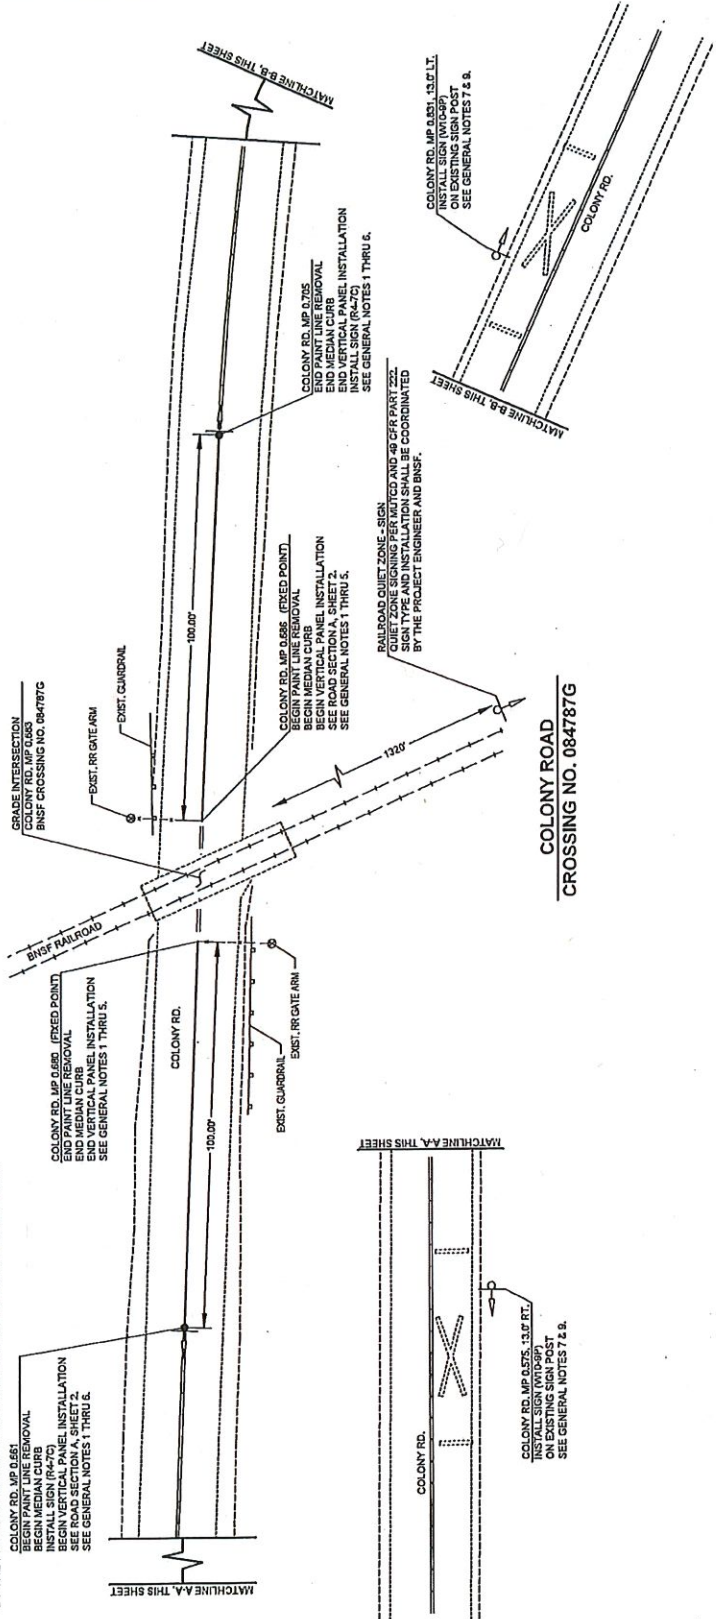 COLONY RD. MP 0.661
BEGIN PAINT LINE REMOVAL
BEGIN MEDIAN CURB
INSTALL SIGN (R4-7C)
BEGIN VERTICAL PANEL INSTALLATION
SEE ROAD SECTION A, SHEET 2.
SEE GENERAL NOTES 1 THRU 6.
MATCHLINE A-A, THIS SHEET
100.00'
COLONY RD.
COLONY RD. MP 0.680 (FIXED POINT)
END PAINT LINE REMOVAL
END MEDIAN CURB
END VERTICAL PANEL INSTALLATION
SEE GENERAL NOTES 1 THRU 5.
BNSF RAILROAD
EXIST. GUARDRAIL
EXIST. RR GATE ARM
GRADE INTERSECTION
COLONY RD. MP 0.683
BNSF CROSSING NO. 084787G
EXIST. RR GATE ARM
EXIST. GUARDRAIL
100.00'
COLONY RD. MP 0.686 (FIXED POINT)
BEGIN PAINT LINE REMOVAL
BEGIN MEDIAN CURB
BEGIN VERTICAL PANEL INSTALLATION
SEE ROAD SECTION A, SHEET 2.
SEE GENERAL NOTES 1 THRU 5.
COLONY RD. MP 0.705
END PAINT LINE REMOVAL
END MEDIAN CURB
END VERTICAL PANEL INSTALLATION
INSTALL SIGN (R4-7C)
SEE GENERAL NOTES 1 THRU 6.
MATCHLINE B-B, THIS SHEET
1320'
RAILROAD QUIET ZONE - SIGN
QUIET ZONE SIGNING PER MUTCD AND 49 CFR PART 222.
SIGN TYPE AND INSTALLATION SHALL BE COORDINATED
BY THE PROJECT ENGINEER AND BNSF.
COLONY ROAD
CROSSING NO. 084787G
MATCHLINE A-A, THIS SHEET
COLONY RD.
COLONY RD. MP 0.575, 13.0' RT.
INSTALL SIGN (W10-9P)
ON EXISTING SIGN POST
SEE GENERAL NOTES 7 & 9.
MATCHLINE B-B, THIS SHEET
COLONY RD.
COLONY RD. MP 0.831, 13.0' LT.
INSTALL SIGN (W10-9P)
ON EXISTING SIGN POST
SEE GENERAL NOTES 7 & 9.